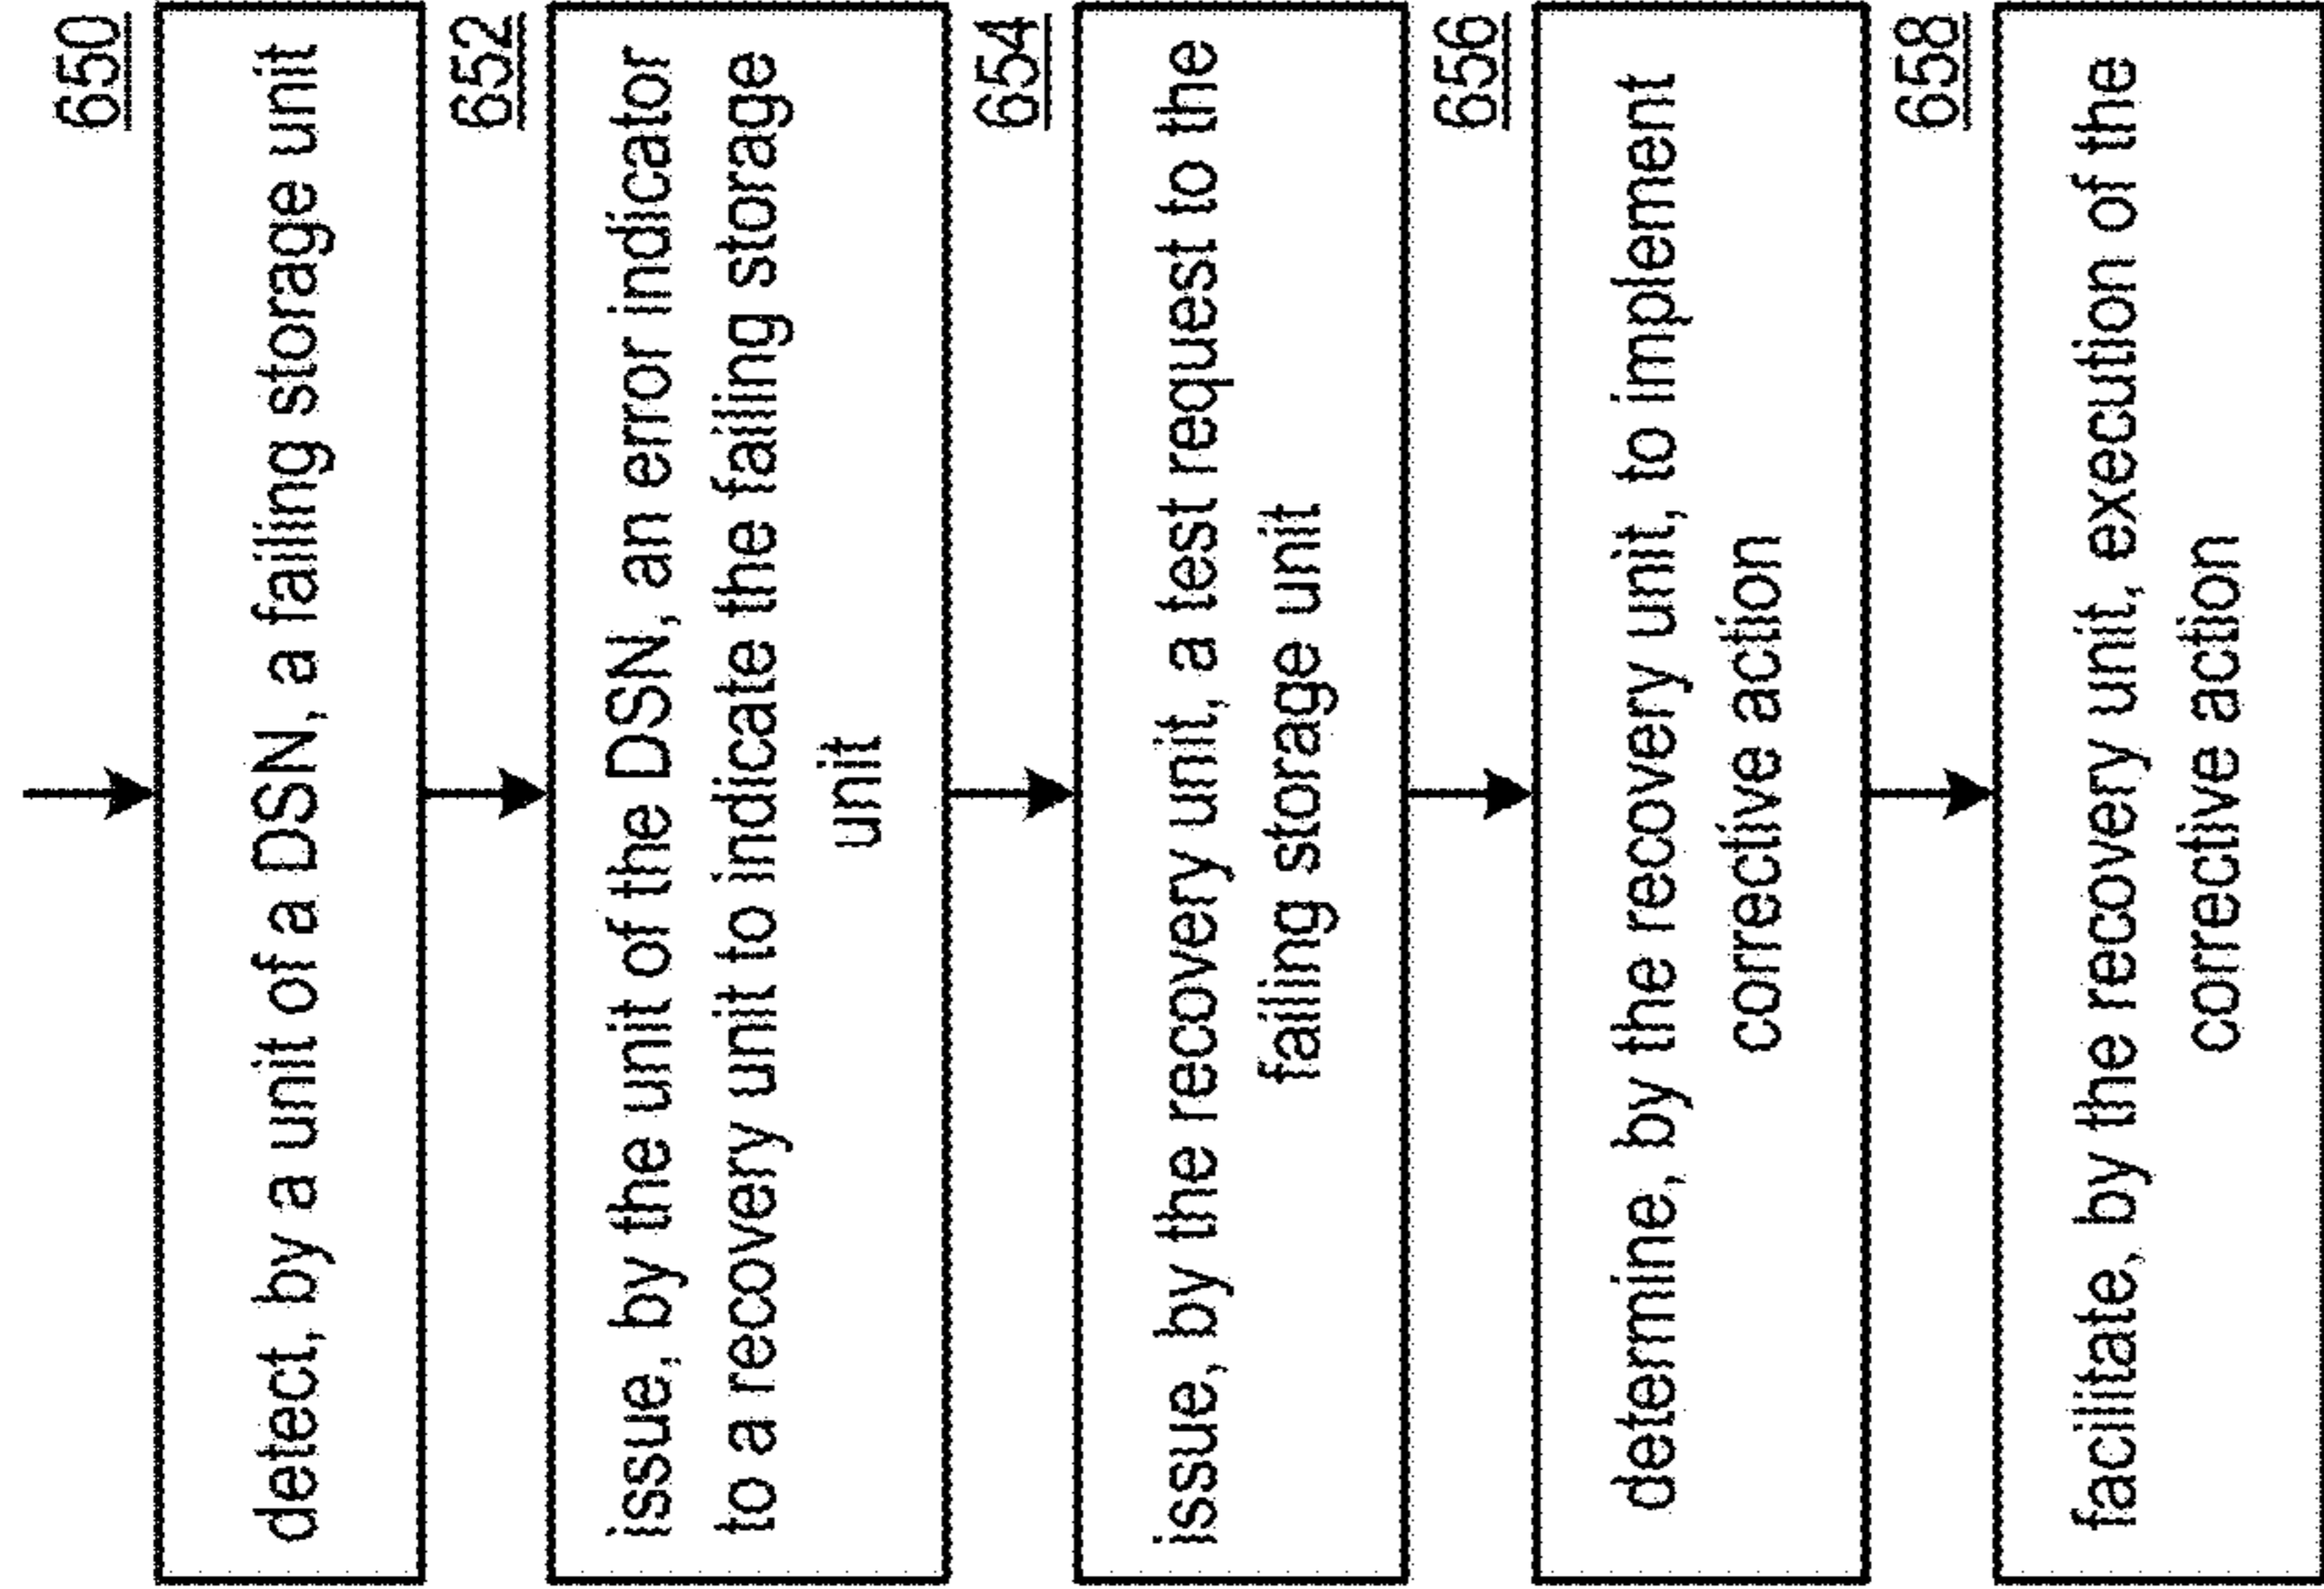 650
detect, by a unit of a DSN, a failing storage unit
652
issue, by the unit of the DSN, an error indicator
to a recovery unit to indicate the failing storage
unit
654
issue, by the recovery unit, a test request to the
failing storage unit
656
determine, by the recovery unit, to implement
corrective action
658
facilitate, by the recovery unit, execution of the
corrective action